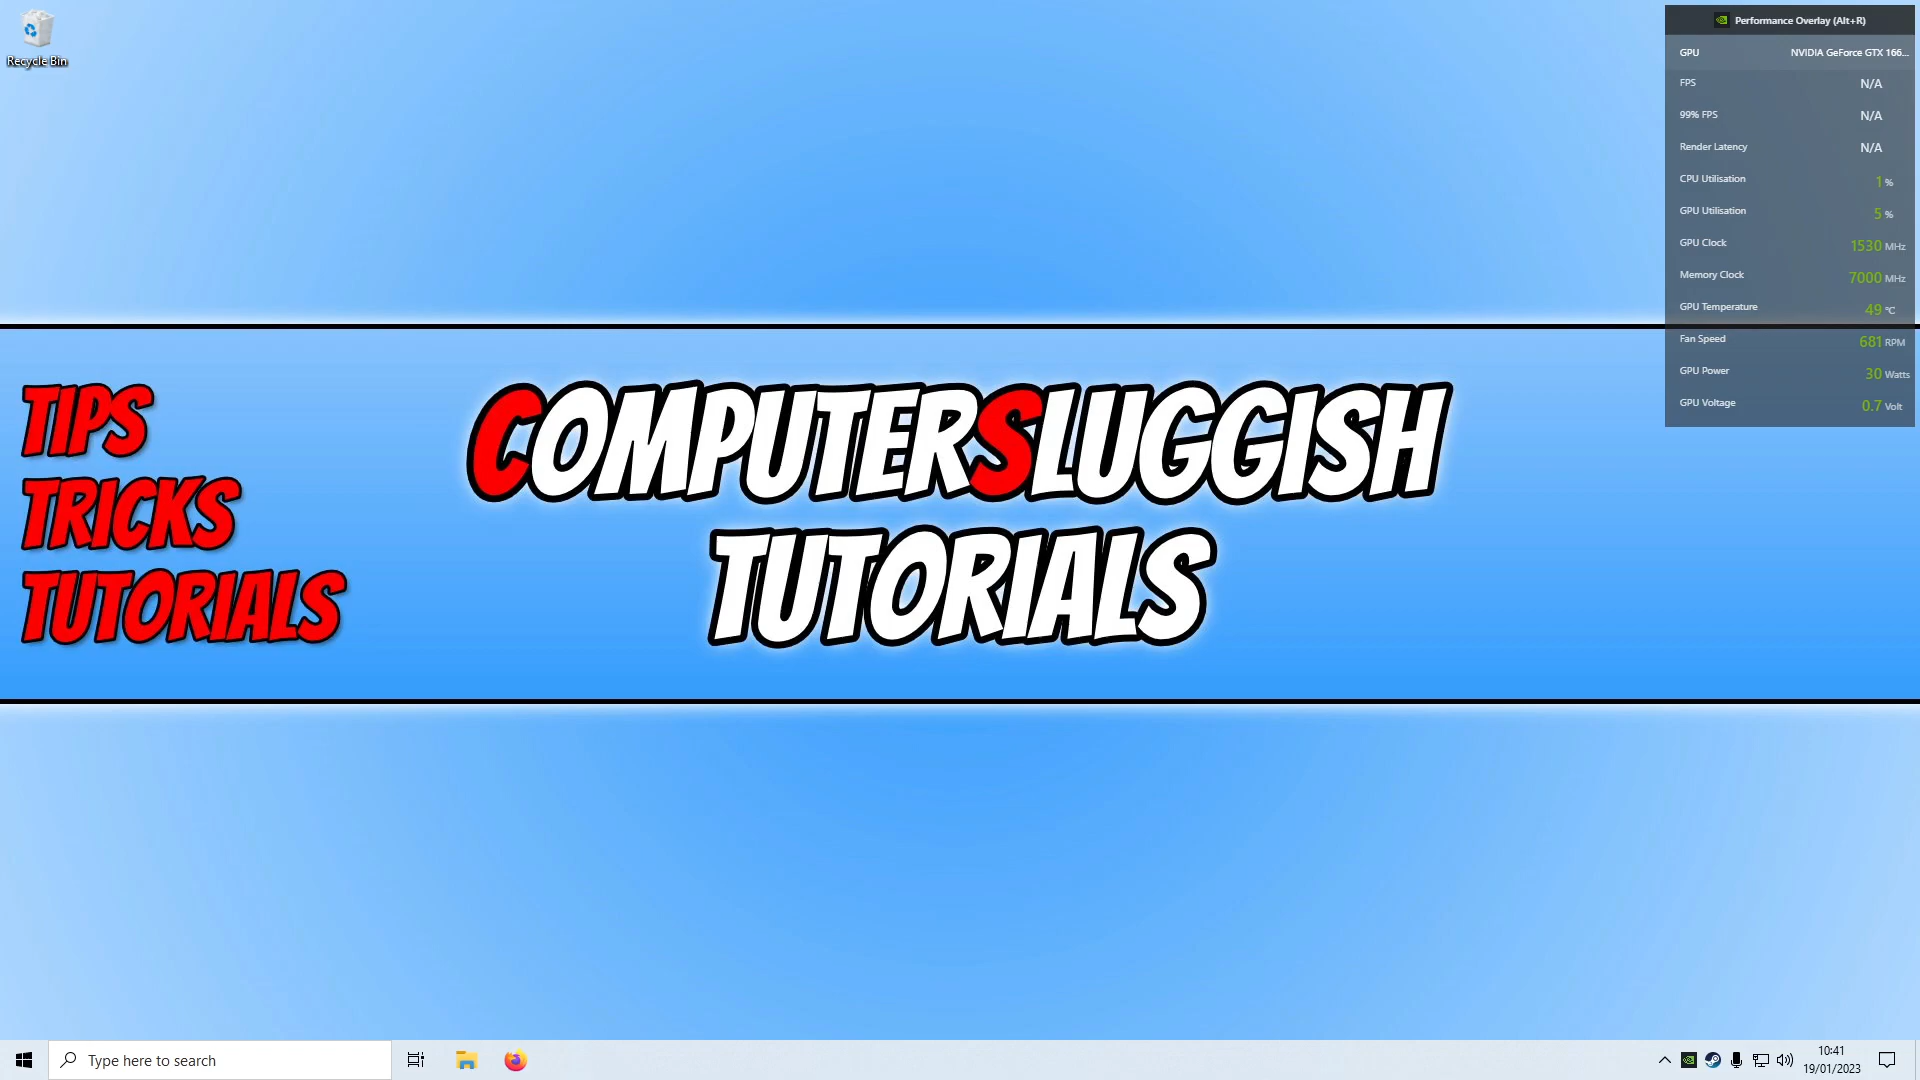 Recycle Bin
Performance Overlay (Alt+R)
GPU NVIDIA GeForce GTX 166...
FPS N/A
99% FPS N/A
Render Latency N/A
CPU Utilisation 1 %
GPU Utilisation 5 %
GPU Clock 1530 MHz
Memory Clock 7000 MHz
GPU Temperature 49 °C
Fan Speed 681 RPM
GPU Power 30 Watts
GPU Voltage 0.7 Volt
TIPS
TRICKS
TUTORIALS
COMPUTERSLUGGISH
TUTORIALS
Type here to search
10:41
19/01/2023